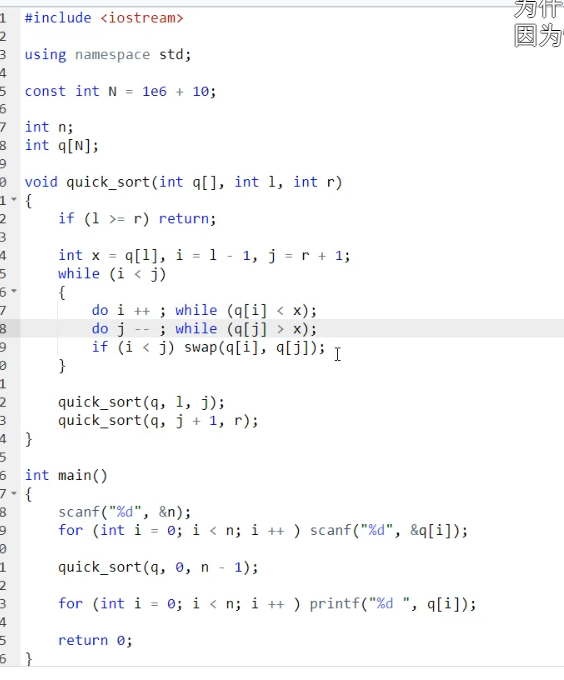 为什
因为
1 #include <iostream>
2
3 using namespace std;
4
5 const int N = 1e6 + 10;
6
7 int n;
8 int q[N];
9
0 void quick_sort(int q[], int l, int r)
1 {
2     if (l >= r) return;
3
4     int x = q[l], i = l - 1, j = r + 1;
5     while (i < j)
6     {
7         do i ++ ; while (q[i] < x);
8         do j -- ; while (q[j] > x);
9         if (i < j) swap(q[i], q[j]);
0     }
1
2     quick_sort(q, l, j);
3     quick_sort(q, j + 1, r);
4 }
5
6 int main()
7 {
8     scanf("%d", &n);
9     for (int i = 0; i < n; i ++ ) scanf("%d", &q[i]);
0
1     quick_sort(q, 0, n - 1);
2
3     for (int i = 0; i < n; i ++ ) printf("%d ", q[i]);
4
5     return 0;
6 }